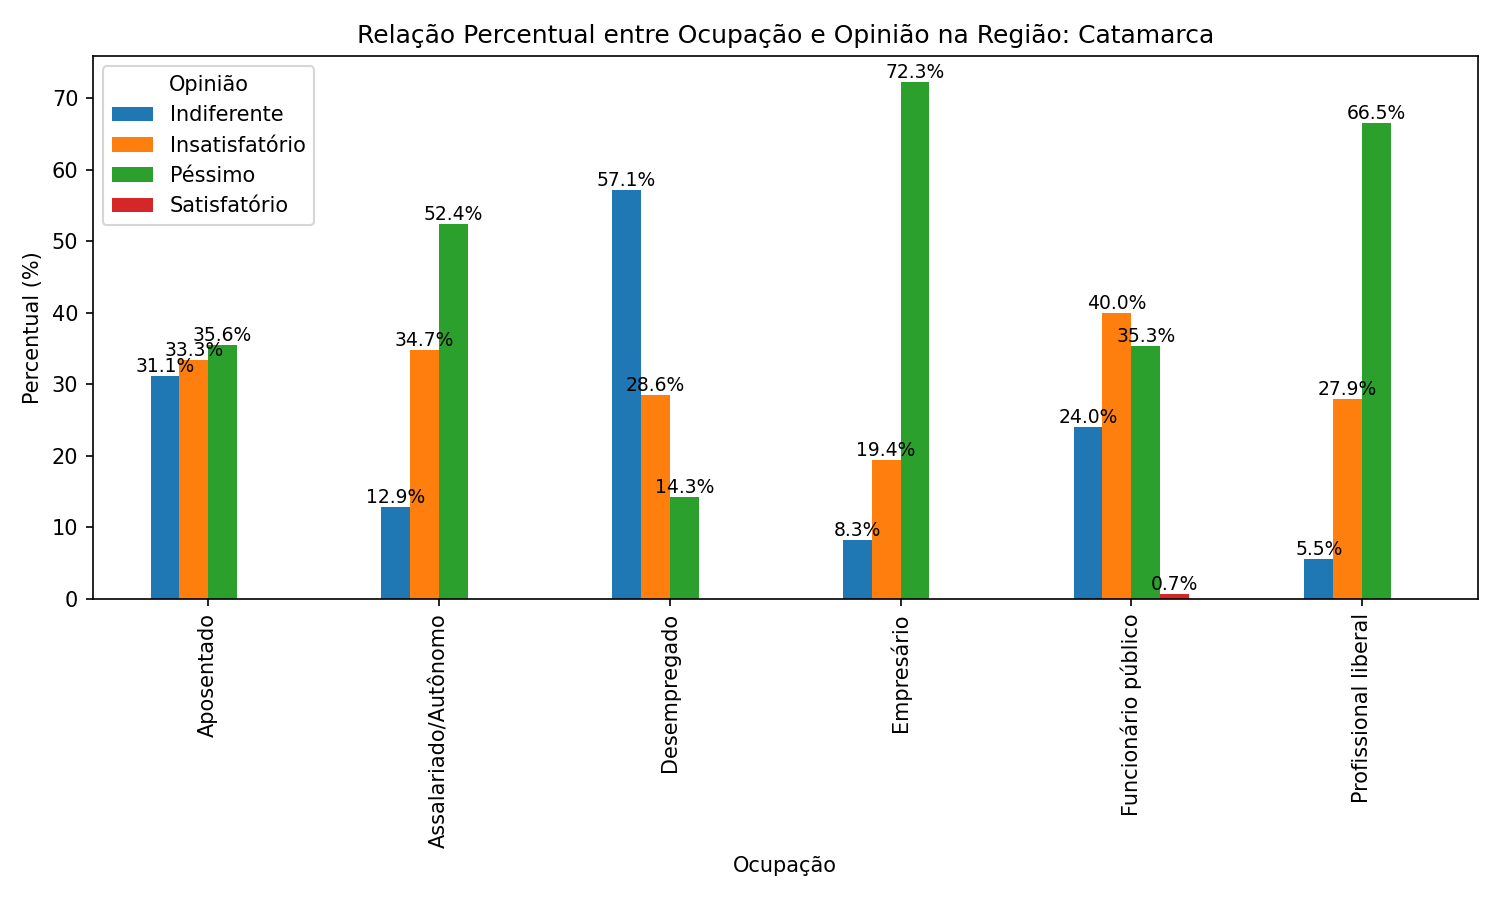 Relação Percentual entre Ocupação e Opinião na Região: Catamarca
Opinião
Indiferente
Insatisfatório
Péssimo
Satisfatório
Percentual (%)
70
60
50
40
30
20
10
0
31.1%
33.3%
35.6%
12.9%
34.7%
52.4%
57.1%
28.6%
14.3%
8.3%
19.4%
72.3%
24.0%
40.0%
35.3%
0.7%
5.5%
27.9%
66.5%
Aposentado
Assalariado/Autônomo
Desempregado
Empresário
Funcionário público
Profissional liberal
Ocupação